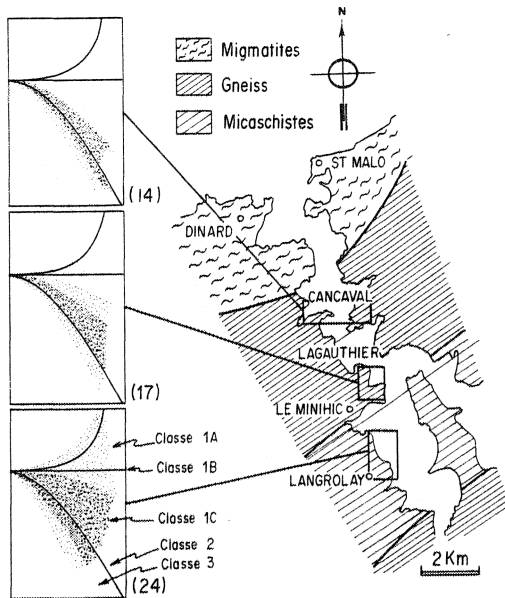 N
Migmatites
Gneiss
Micaschistes
ST MALO
DINARD
CANCAVAL
LAGAUTHIER
LE MINIHIC
LANGROLAY
2 Km
(14)
(17)
Classe 1A
Classe 1B
Classe 1C
Classe 2
Classe 3
(24)